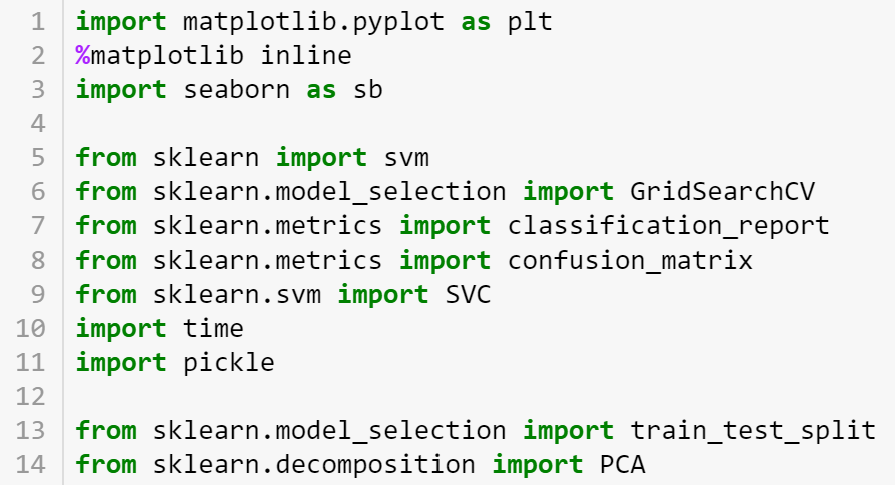 1 import matplotlib.pyplot as plt
2 %matplotlib inline
3 import seaborn as sb
4
5 from sklearn import svm
6 from sklearn.model_selection import GridSearchCV
7 from sklearn.metrics import classification_report
8 from sklearn.metrics import confusion_matrix
9 from sklearn.svm import SVC
10 import time
11 import pickle
12
13 from sklearn.model_selection import train_test_split
14 from sklearn.decomposition import PCA